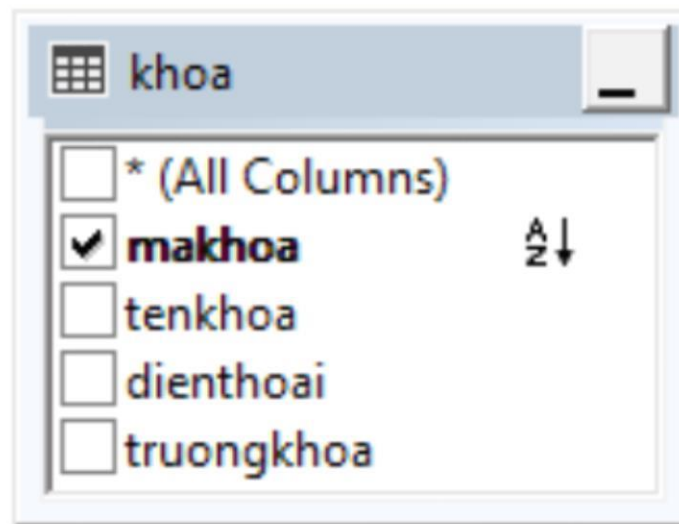 khoa
* (All Columns)
makhoa
tenkhoa
dienthoai
truongkhoa